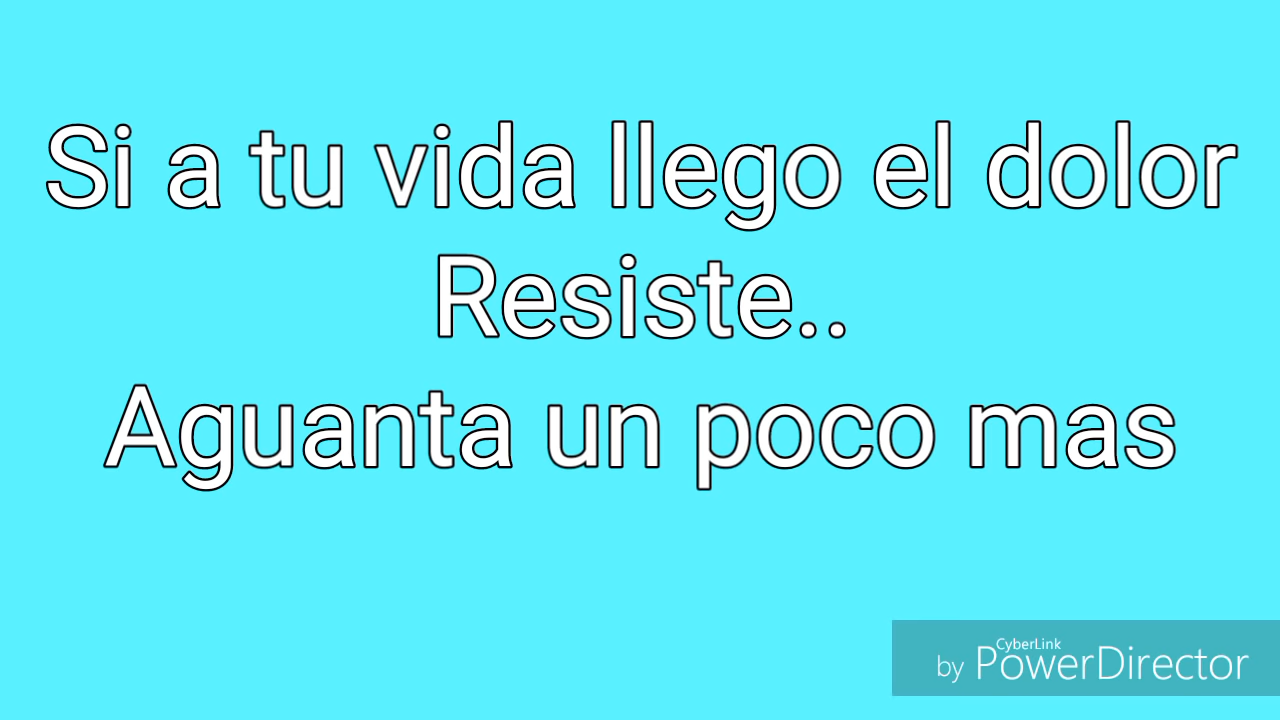 Si a tu vida llego el dolor
Resiste..
Aguanta un poco mas
CyberLink
by PowerDirector